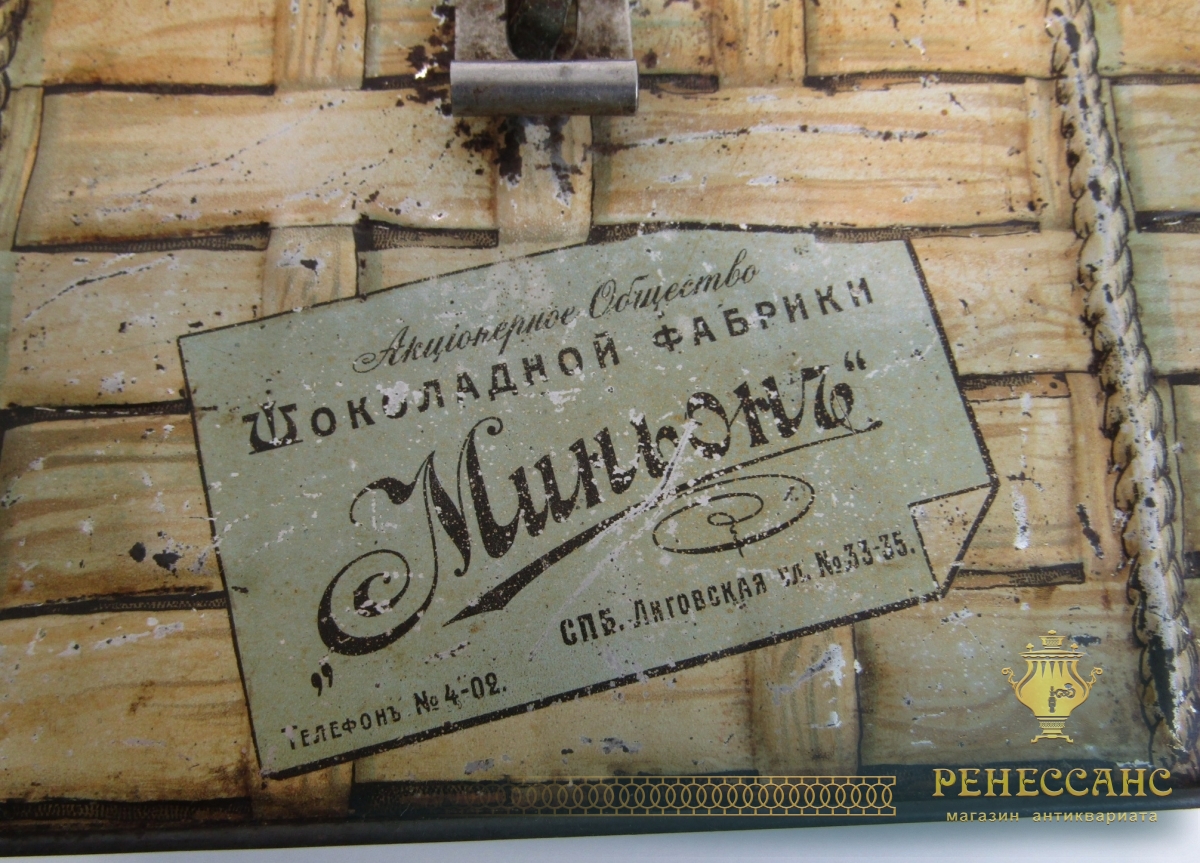 Акціонерное Общество
Шоколадной фабрики
„Миньонъ“
СПБ. Лиговская ул. №33-35.
Телефонъ №4-02.
РЕНЕССАНС
магазин антиквариата